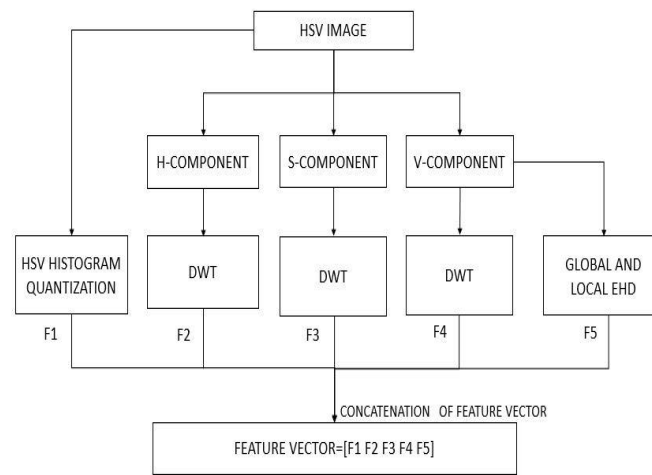 HSV IMAGE
H-COMPONENT
S-COMPONENT
V-COMPONENT
HSV HISTOGRAM
QUANTIZATION
DWT
DWT
DWT
GLOBAL AND
LOCAL EHD
F1
F2
F3
F4
F5
CONCATENATION OF FEATURE VECTOR
FEATURE VECTOR=[F1 F2 F3 F4 F5]